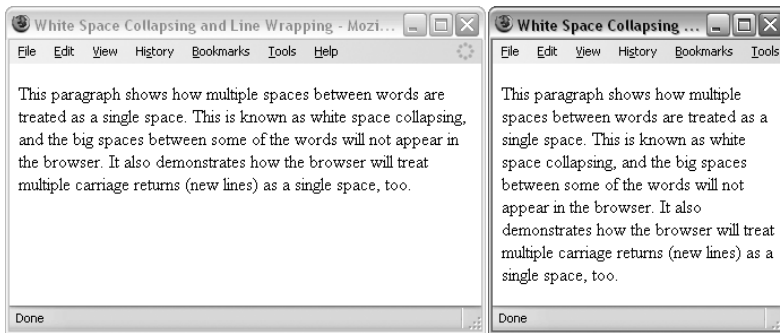 White Space Collapsing and Line Wrapping - Mozi...
File Edit View History Bookmarks Tools Help
This paragraph shows how multiple spaces between words are
treated as a single space. This is known as white space collapsing,
and the big spaces between some of the words will not appear in
the browser. It also demonstrates how the browser will treat
multiple carriage returns (new lines) as a single space, too.
Done
White Space Collapsing ...
File Edit View History Bookmarks Tools
This paragraph shows how multiple
spaces between words are treated as a
single space. This is known as white
space collapsing, and the big spaces
between some of the words will not
appear in the browser. It also
demonstrates how the browser will treat
multiple carriage returns (new lines) as a
single space, too.
Done